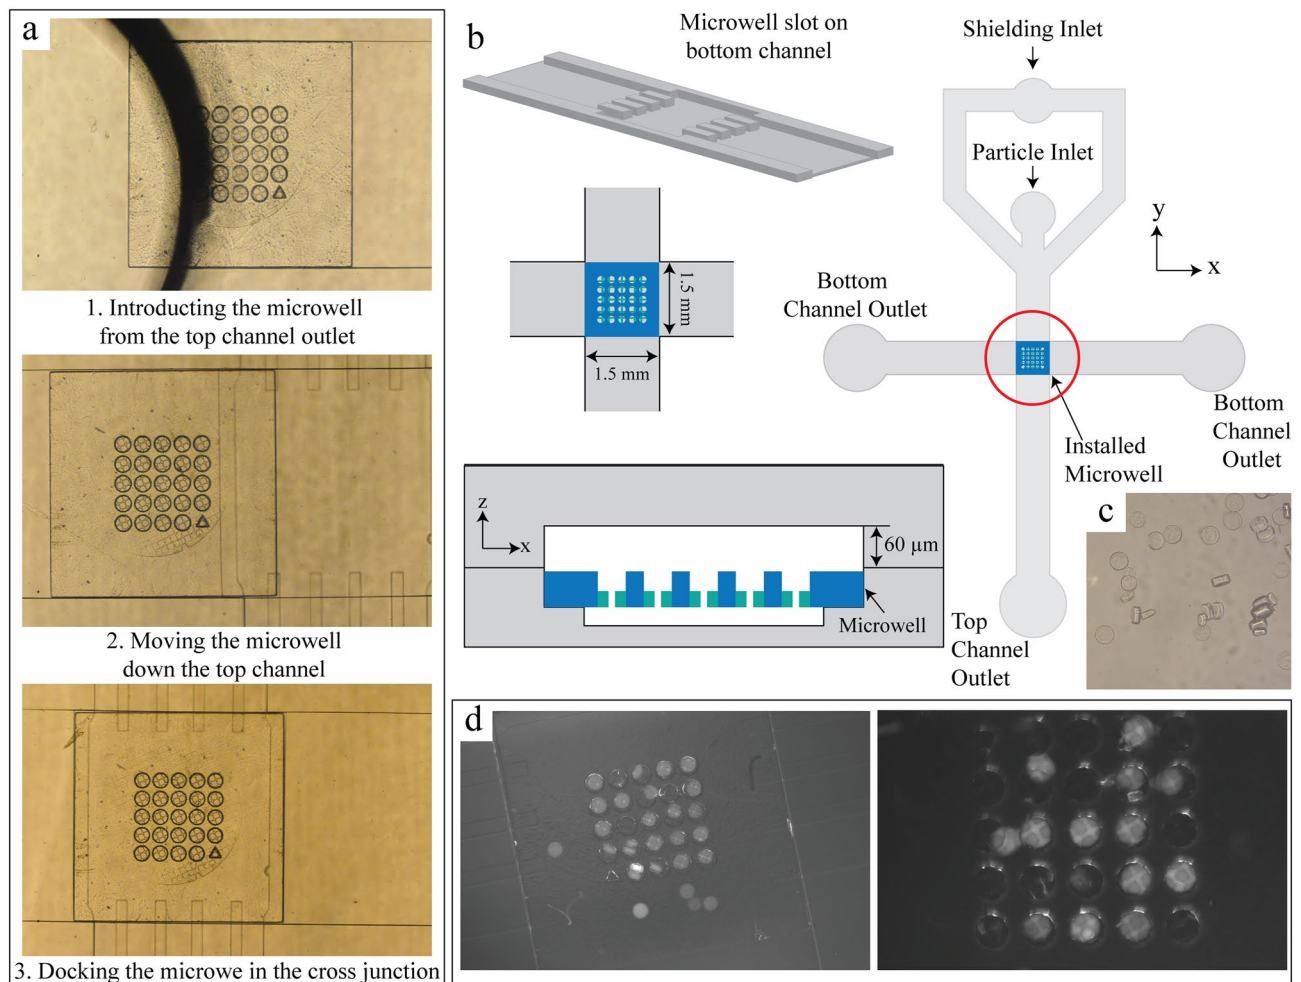 a
1. Introducting the microwell
from the top channel outlet
2. Moving the microwell
down the top channel
3. Docking the microwe in the cross junction
b
Microwell slot on
bottom channel
1.5 mm
1.5 mm
z
x
60 µm
Microwell
Shielding Inlet
Particle Inlet
y
x
Bottom
Channel Outlet
Bottom
Channel
Outlet
Installed
Microwell
Top
Channel
Outlet
c
d